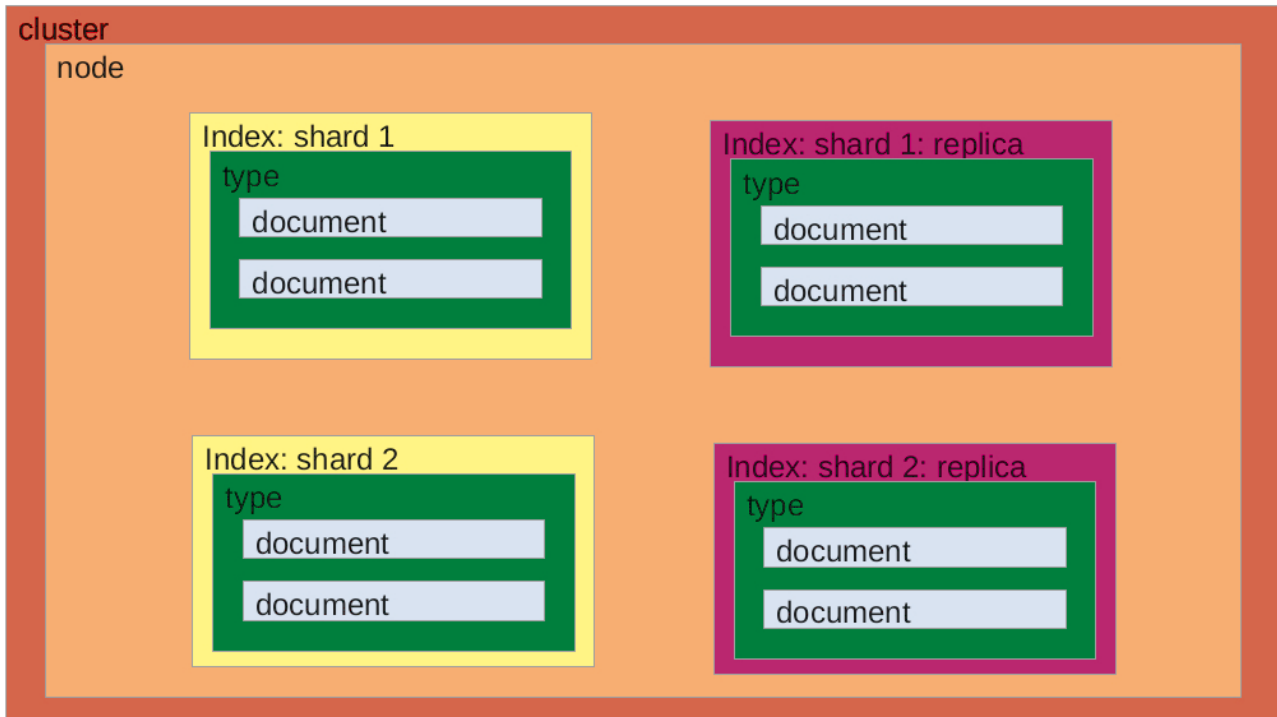 cluster
node
Index: shard 1
type
document
document
Index: shard 1: replica
type
document
document
Index: shard 2
type
document
document
Index: shard 2: replica
type
document
document